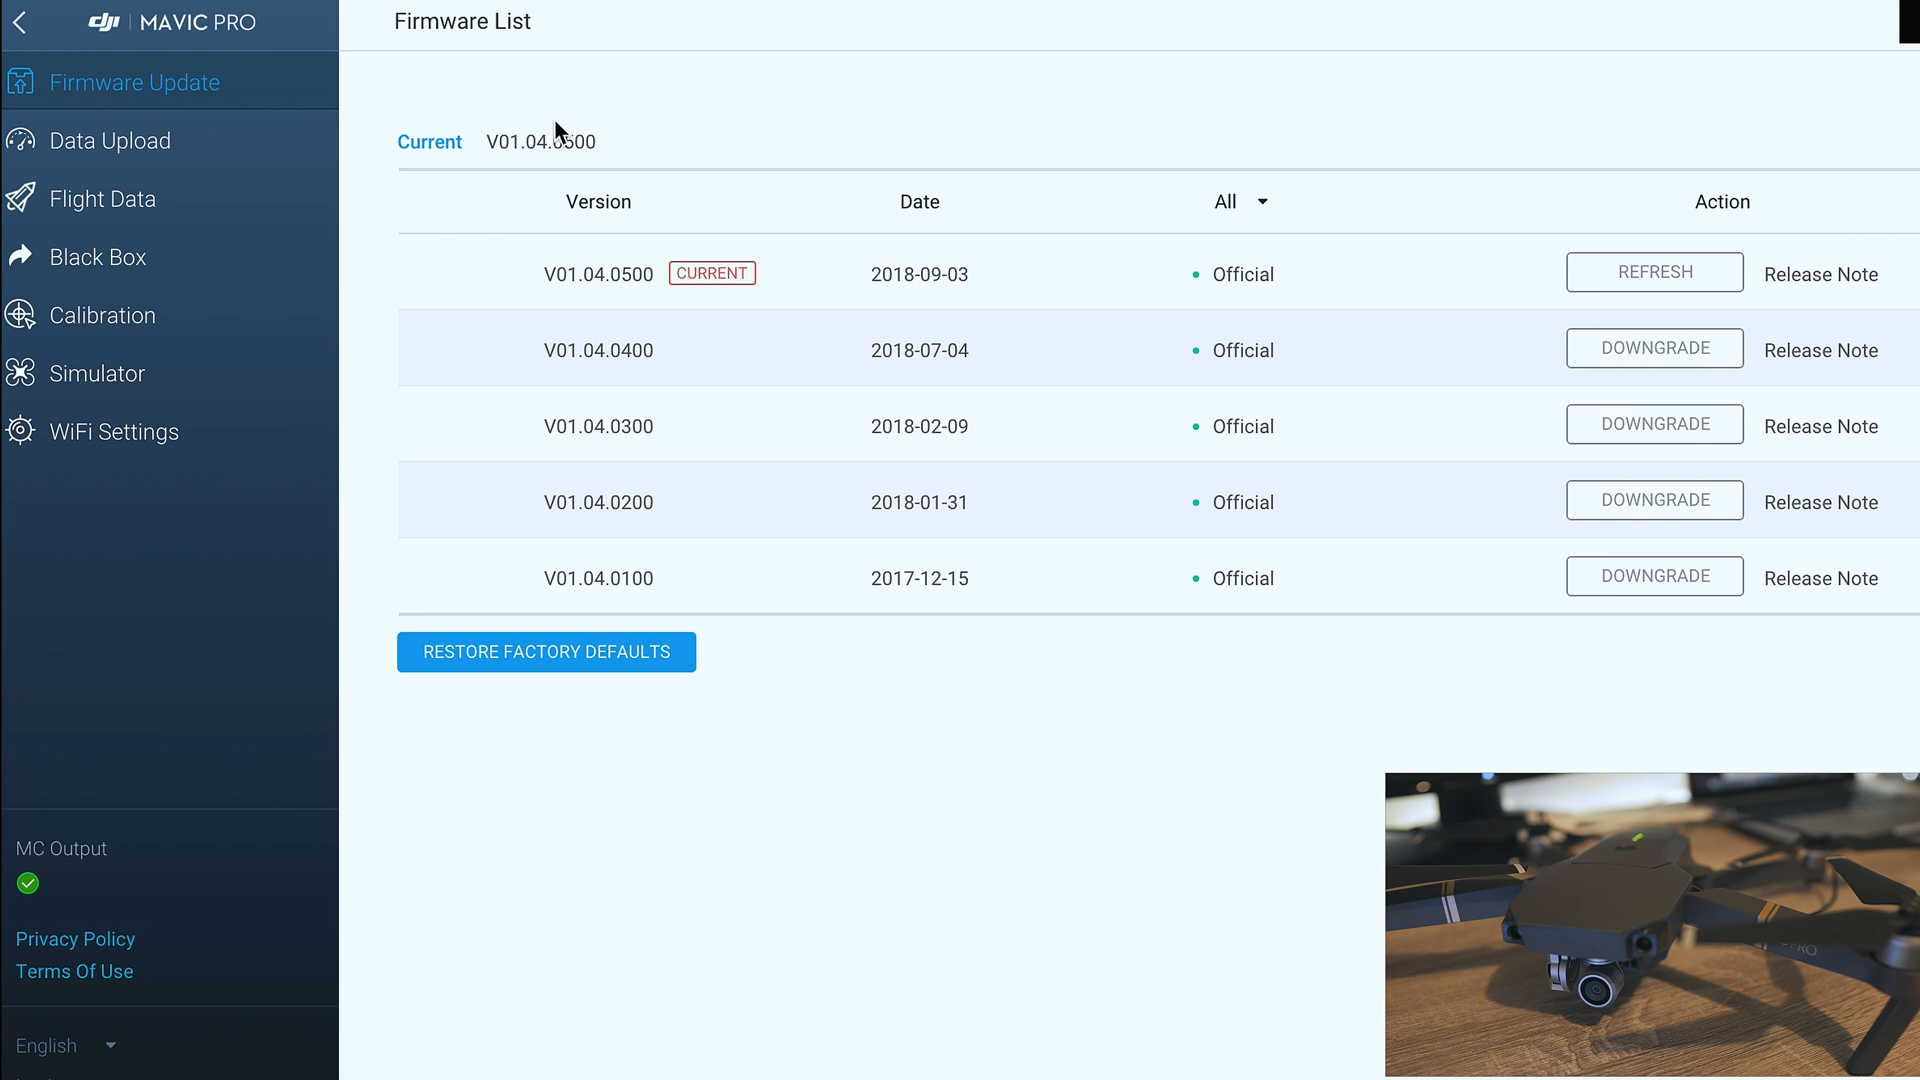 dji MAVIC PRO
Firmware List
Firmware Update
Data Upload
Flight Data
Black Box
Calibration
Simulator
WiFi Settings
MC Output
Privacy Policy
Terms Of Use
English
Current V01.04.0500
Version Date All Action
V01.04.0500 CURRENT 2018-09-03 Official REFRESH Release Note
V01.04.0400 2018-07-04 Official DOWNGRADE Release Note
V01.04.0300 2018-02-09 Official DOWNGRADE Release Note
V01.04.0200 2018-01-31 Official DOWNGRADE Release Note
V01.04.0100 2017-12-15 Official DOWNGRADE Release Note
RESTORE FACTORY DEFAULTS